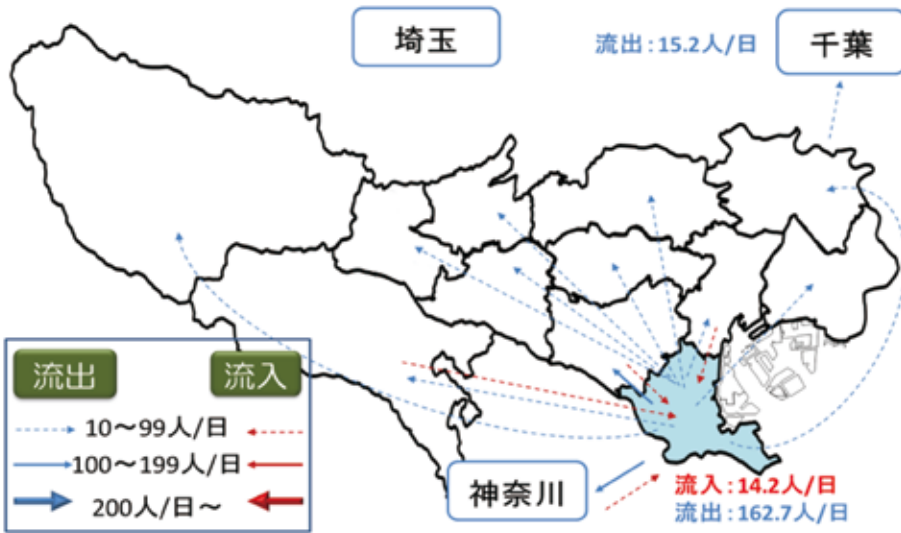 埼玉
流出：15.2人/日
千葉
流出
流入
10～99人/日
100～199人/日
200人/日～
神奈川
流入：14.2人/日
流出：162.7人/日